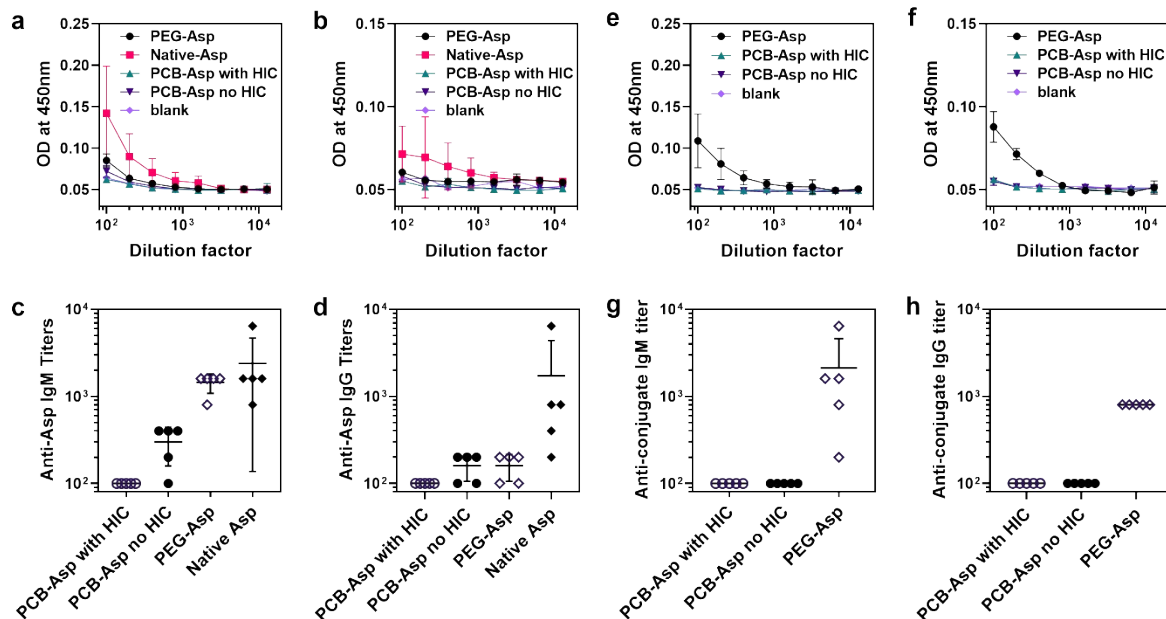 a
PEG-Asp
Native-Asp
PCB-Asp with HIC
PCB-Asp no HIC
blank
OD at 450nm
0.25
0.20
0.15
0.10
0.05
10²
10³
10⁴
Dilution factor
b
PEG-Asp
Native-Asp
PCB-Asp with HIC
PCB-Asp no HIC
blank
OD at 450nm
0.15
0.10
0.05
10²
10³
10⁴
Dilution factor
e
PEG-Asp
PCB-Asp with HIC
PCB-Asp no HIC
blank
OD at 450nm
0.25
0.20
0.15
0.10
0.05
10²
10³
10⁴
Dilution factor
f
PEG-Asp
PCB-Asp with HIC
PCB-Asp no HIC
blank
OD at 450nm
0.15
0.10
0.05
10²
10³
10⁴
Dilution factor
c
Anti-Asp IgM Titers
10⁴
10³
10²
PCB-Asp with HIC
PCB-Asp no HIC
PEG-Asp
Native Asp
d
Anti-Asp IgG Titers
10⁴
10³
10²
PCB-Asp with HIC
PCB-Asp no HIC
PEG-Asp
Native Asp
g
Anti-conjugate IgM titer
10⁴
10³
10²
PCB-Asp with HIC
PCB-Asp no HIC
PEG-Asp
h
Anti-conjugate IgG titer
10⁴
10³
10²
PCB-Asp with HIC
PCB-Asp no HIC
PEG-Asp